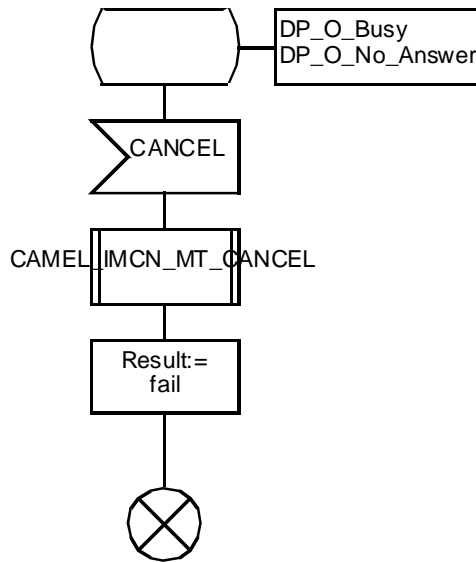 DP_O_Busy
DP_O_No_Answer
CANCEL
CAMEL_IMCN_MT_CANCEL
Result:=
fail